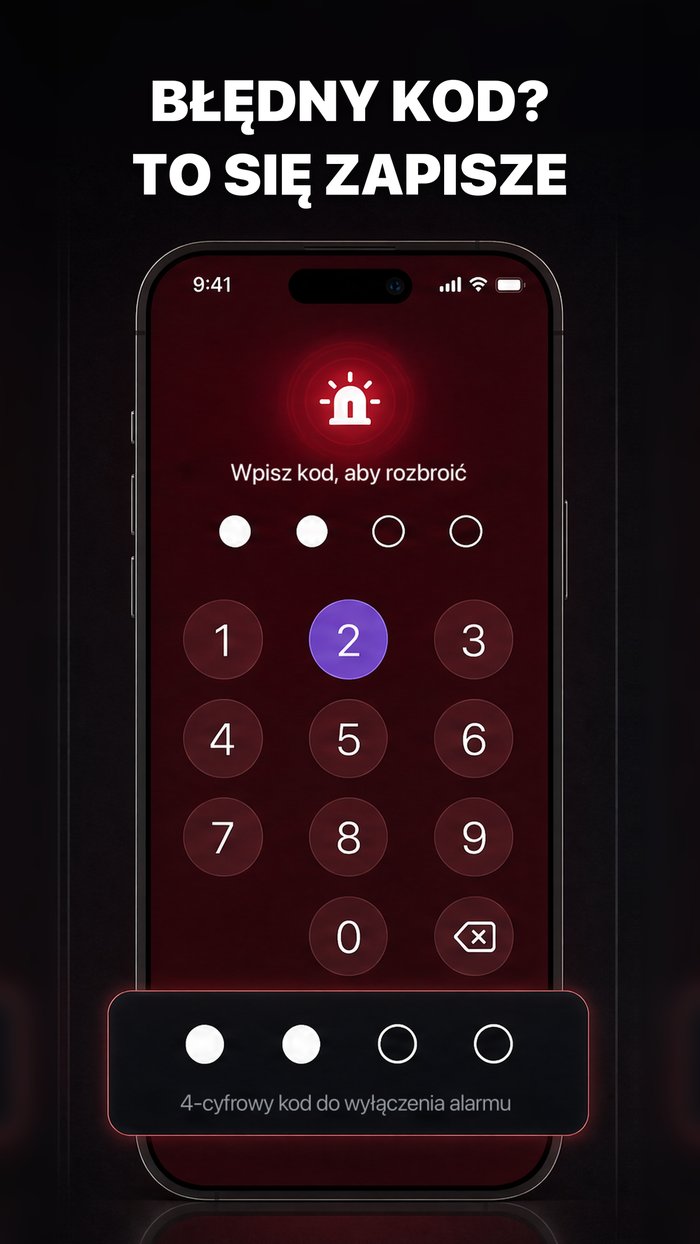 BŁĘDNY KOD?
TO SIĘ ZAPISZE
9:41
Wpisz kod, aby rozbroić
1 2 3
4 5 6
7 8 9
0
4-cyfrowy kod do wyłączenia alarmu